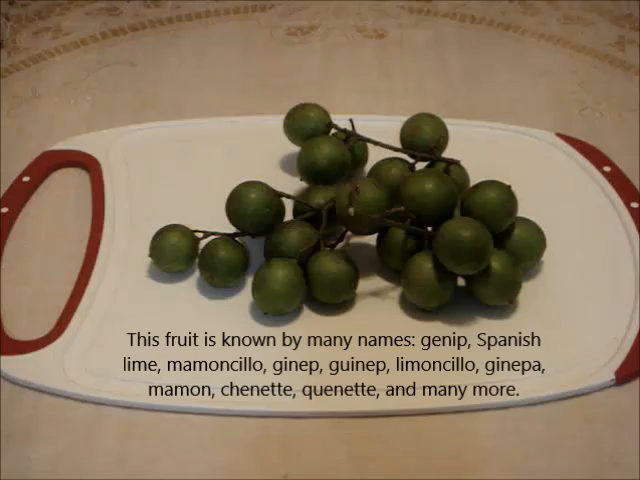 This fruit is known by many names: genip, Spanish
lime, mamoncillo, ginep, guinep, limoncillo, ginepa,
mamon, chenette, quenette, and many more.